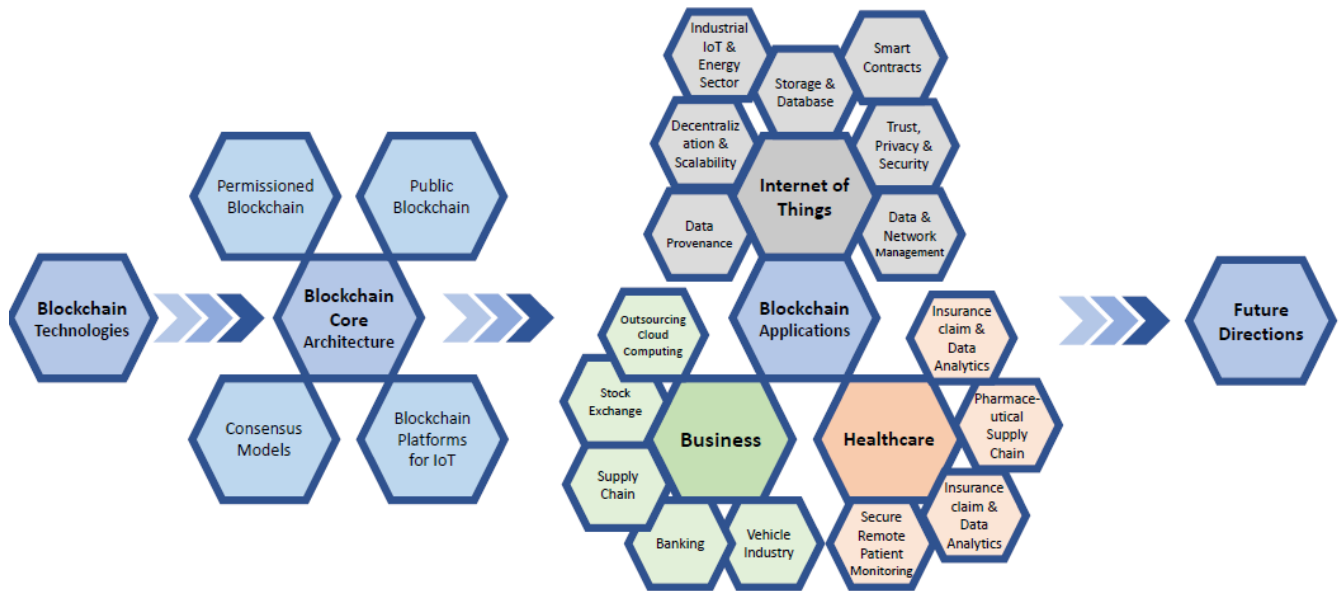 Industrial
IoT &
Energy
Sector
Storage &
Database
Smart
Contracts
Decentraliz
ation &
Scalability
Trust,
Privacy &
Security
Internet of
Things
Data
Provenance
Data &
Network
Management
Permissioned
Blockchain
Public
Blockchain
Blockchain
Technologies
Blockchain
Core
Architecture
Consensus
Models
Blockchain
Platforms
for IoT
Blockchain
Applications
Outsourcing
Cloud
Computing
Stock
Exchange
Business
Supply
Chain
Banking
Vehicle
Industry
Insurance
claim &
Data
Analytics
Healthcare
Pharmace-
utical
Supply
Chain
Insurance
claim &
Data
Analytics
Secure
Remote
Patient
Monitoring
Future
Directions